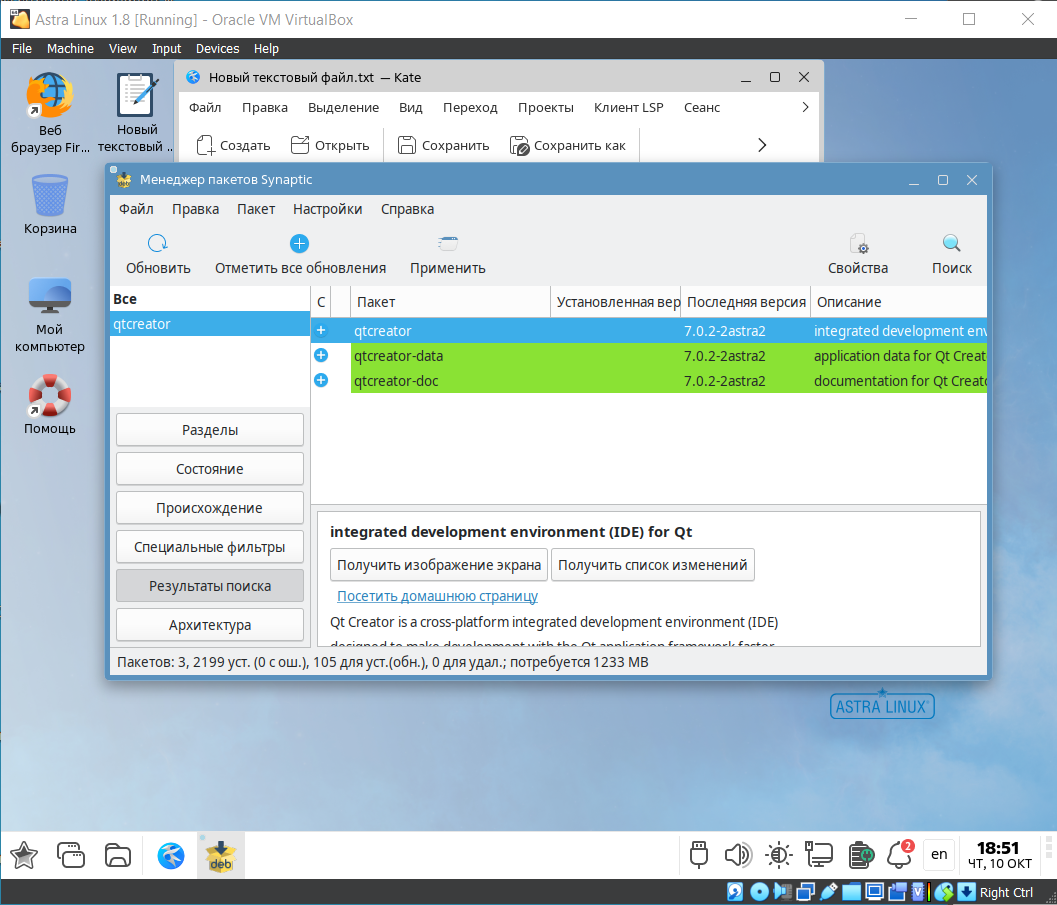 Astra Linux 1.8 [Running] - Oracle VM VirtualBox
File Machine View Input Devices Help
Веб браузер Fir...
Новый текстовый ..
Корзина
Мой компьютер
Помощь
Новый текстовый файл.txt — Kate
Файл Правка Выделение Вид Переход Проекты Клиент LSP Сеанс
Создать Открыть Сохранить Сохранить как
Менеджер пакетов Synaptic
Файл Правка Пакет Настройки Справка
Обновить Отметить все обновления Применить Свойства Поиск
Все
qtcreator
С Пакет Установленная вер Последняя версия Описание
qtcreator 7.0.2-2astra2 integrated development env
qtcreator-data 7.0.2-2astra2 application data for Qt Creat
qtcreator-doc 7.0.2-2astra2 documentation for Qt Creato
Разделы
Состояние
Происхождение
Специальные фильтры
Результаты поиска
Архитектура
integrated development environment (IDE) for Qt
Получить изображение экрана Получить список изменений
Посетить домашнюю страницу
Qt Creator is a cross-platform integrated development environment (IDE)
designed to make development with the Qt application framework faster
Пакетов: 3, 2199 уст. (0 с ош.), 105 для уст.(обн.), 0 для удал.; потребуется 1233 MB
ASTRA LINUX®
deb
2
en
18:51
ЧТ, 10 ОКТ
Right Ctrl